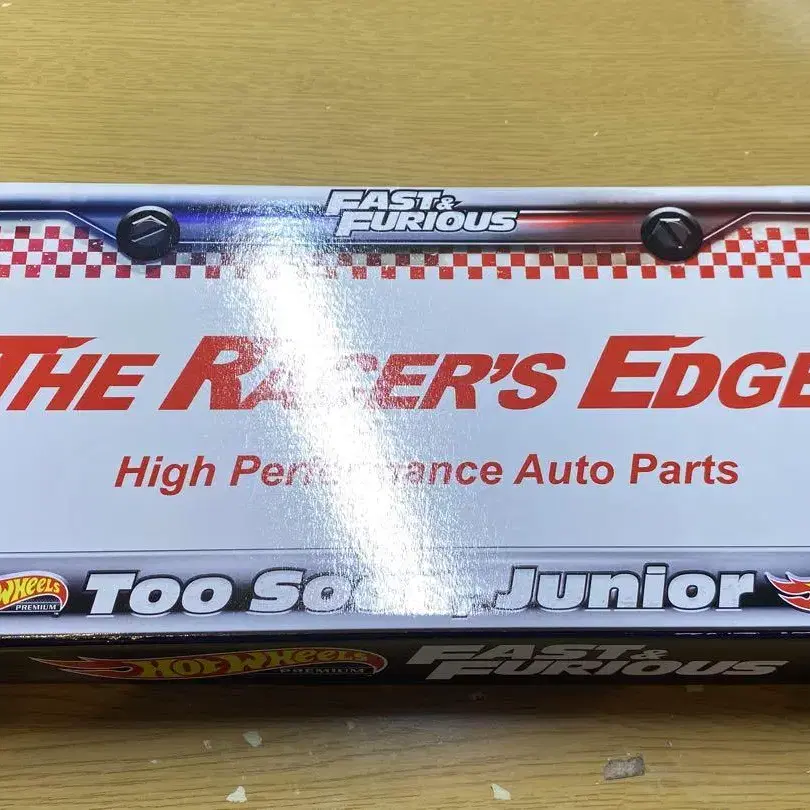 FAST &
FURIOUS
THE RACER'S EDGE
High Performance Auto Parts
WHEELS
PREMIUM
TOO SOON, JUNIOR
HOT WHEELS
PREMIUM
FAST &
FURIOUS